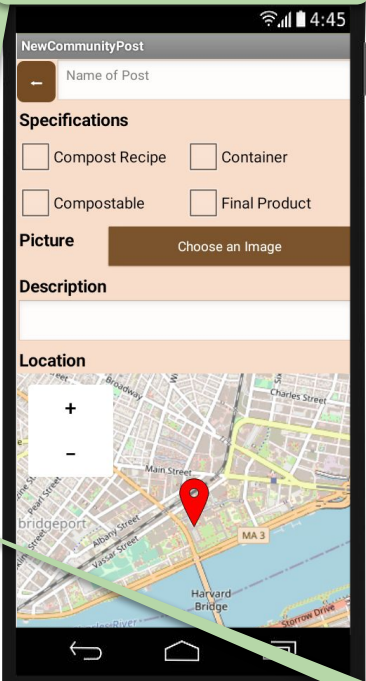 4:45
NewCommunityPost
←
Name of Post
Specifications
Compost Recipe
Container
Compostable
Final Product
Picture
Choose an Image
Description
Location
+
−
Broadway
Charles Street
Main Street
bridgeport
Pearl Street
Albany Street
Vassar Street
MA 3
Harvard
Bridge
Storrow Drive
River